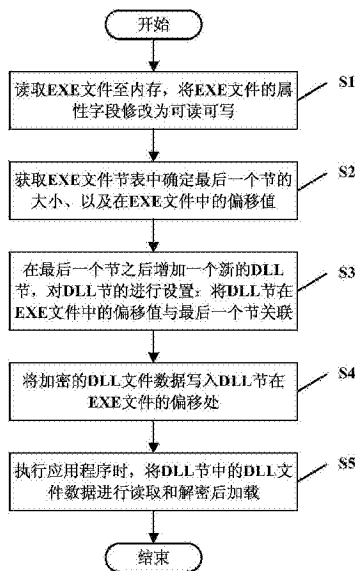 开始
读取EXE文件至内存，将EXE文件的属
性字段修改为可读可写
S1
获取EXE文件节表中确定最后一个节的
大小、以及在EXE文件中的偏移值
S2
在最后一个节之后增加一个新的DLL
节，对DLL节的进行设置：将DLL节在
EXE文件中的偏移值与最后一个节关联
S3
将加密的DLL文件数据写入DLL节在
EXE文件的偏移处
S4
执行应用程序时，将DLL节中的DLL文
件数据进行读取和解密后加载
S5
结束